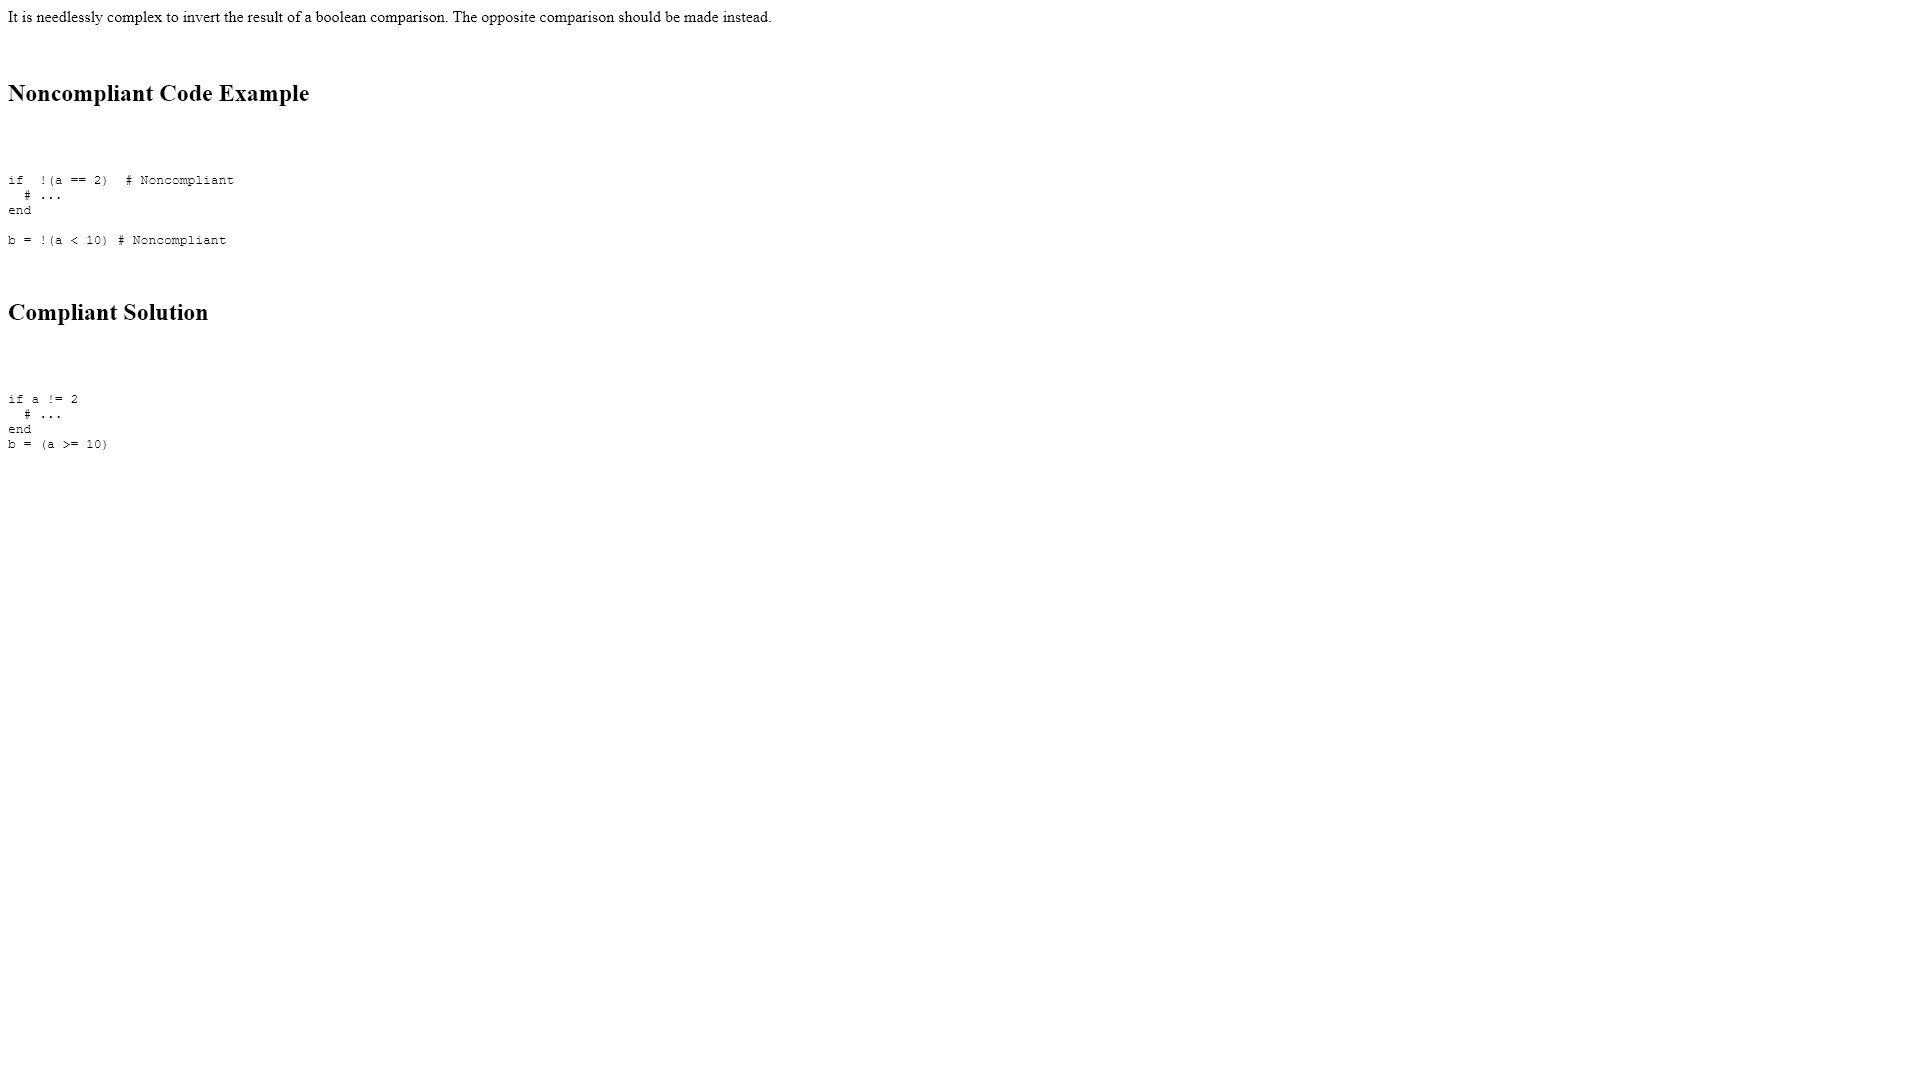 It is needlessly complex to invert the result of a boolean comparison. The opposite comparison should be made instead.
Noncompliant Code Example
if  !(a == 2)  # Noncompliant
  # ...
end
b = !(a < 10) # Noncompliant
Compliant Solution
if a != 2
  # ...
end
b = (a >= 10)